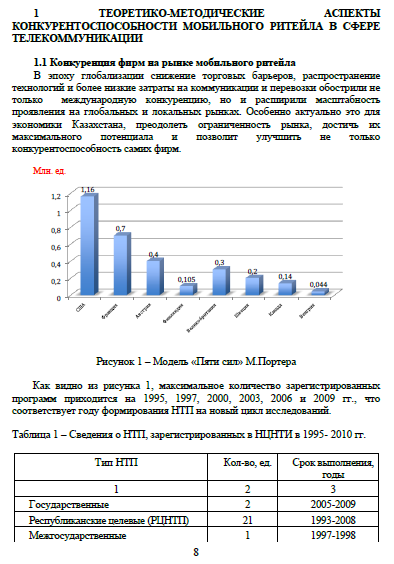 1 ТЕОРЕТИКО-МЕТОДИЧЕСКИЕ АСПЕКТЫ
КОНКУРЕНТОСПОСОБНОСТИ МОБИЛЬНОГО РИТЕЙЛА В СФЕРЕ
ТЕЛЕКОММУНИКАЦИИ
1.1 Конкуренция фирм на рынке мобильного ритейла
В эпоху глобализации снижение торговых барьеров, распространение
технологий и более низкие затраты на коммуникации и перевозки обострили не
только международную конкуренцию, но и расширили масштабность
проявления на глобальных и локальных рынках. Особенно актуально это для
экономики Казахстана, преодолеть ограниченность рынка, достичь их
максимального потенциала и позволит улучшить не только
конкурентоспособность самих фирм.
Млн. ед.
1,2
1
0,8
0,6
0,4
0,2
0
1,16
0,7
0,4
0,105
0,3
0,2
0,14
0,044
США
Франция
Австрия
Финляндия
Великобритания
Швеция
Канада
Венгрия
Рисунок 1 – Модель «Пяти сил» М.Портера
Как видно из рисунка 1, максимальное количество зарегистрированных
программ приходится на 1995, 1997, 2000, 2003, 2006 и 2009 гг., что
соответствует году формирования НТП на новый цикл исследований.
Таблица 1 – Сведения о НТП, зарегистрированных в НЦНТИ в 1995- 2010 гг.
Тип НТП Кол-во, ед. Срок выполнения,
годы
1 2 3
Государственные 2 2005-2009
Республиканские целевые (РЦНТП) 21 1993-2008
Межгосударственные 1 1997-1998
8